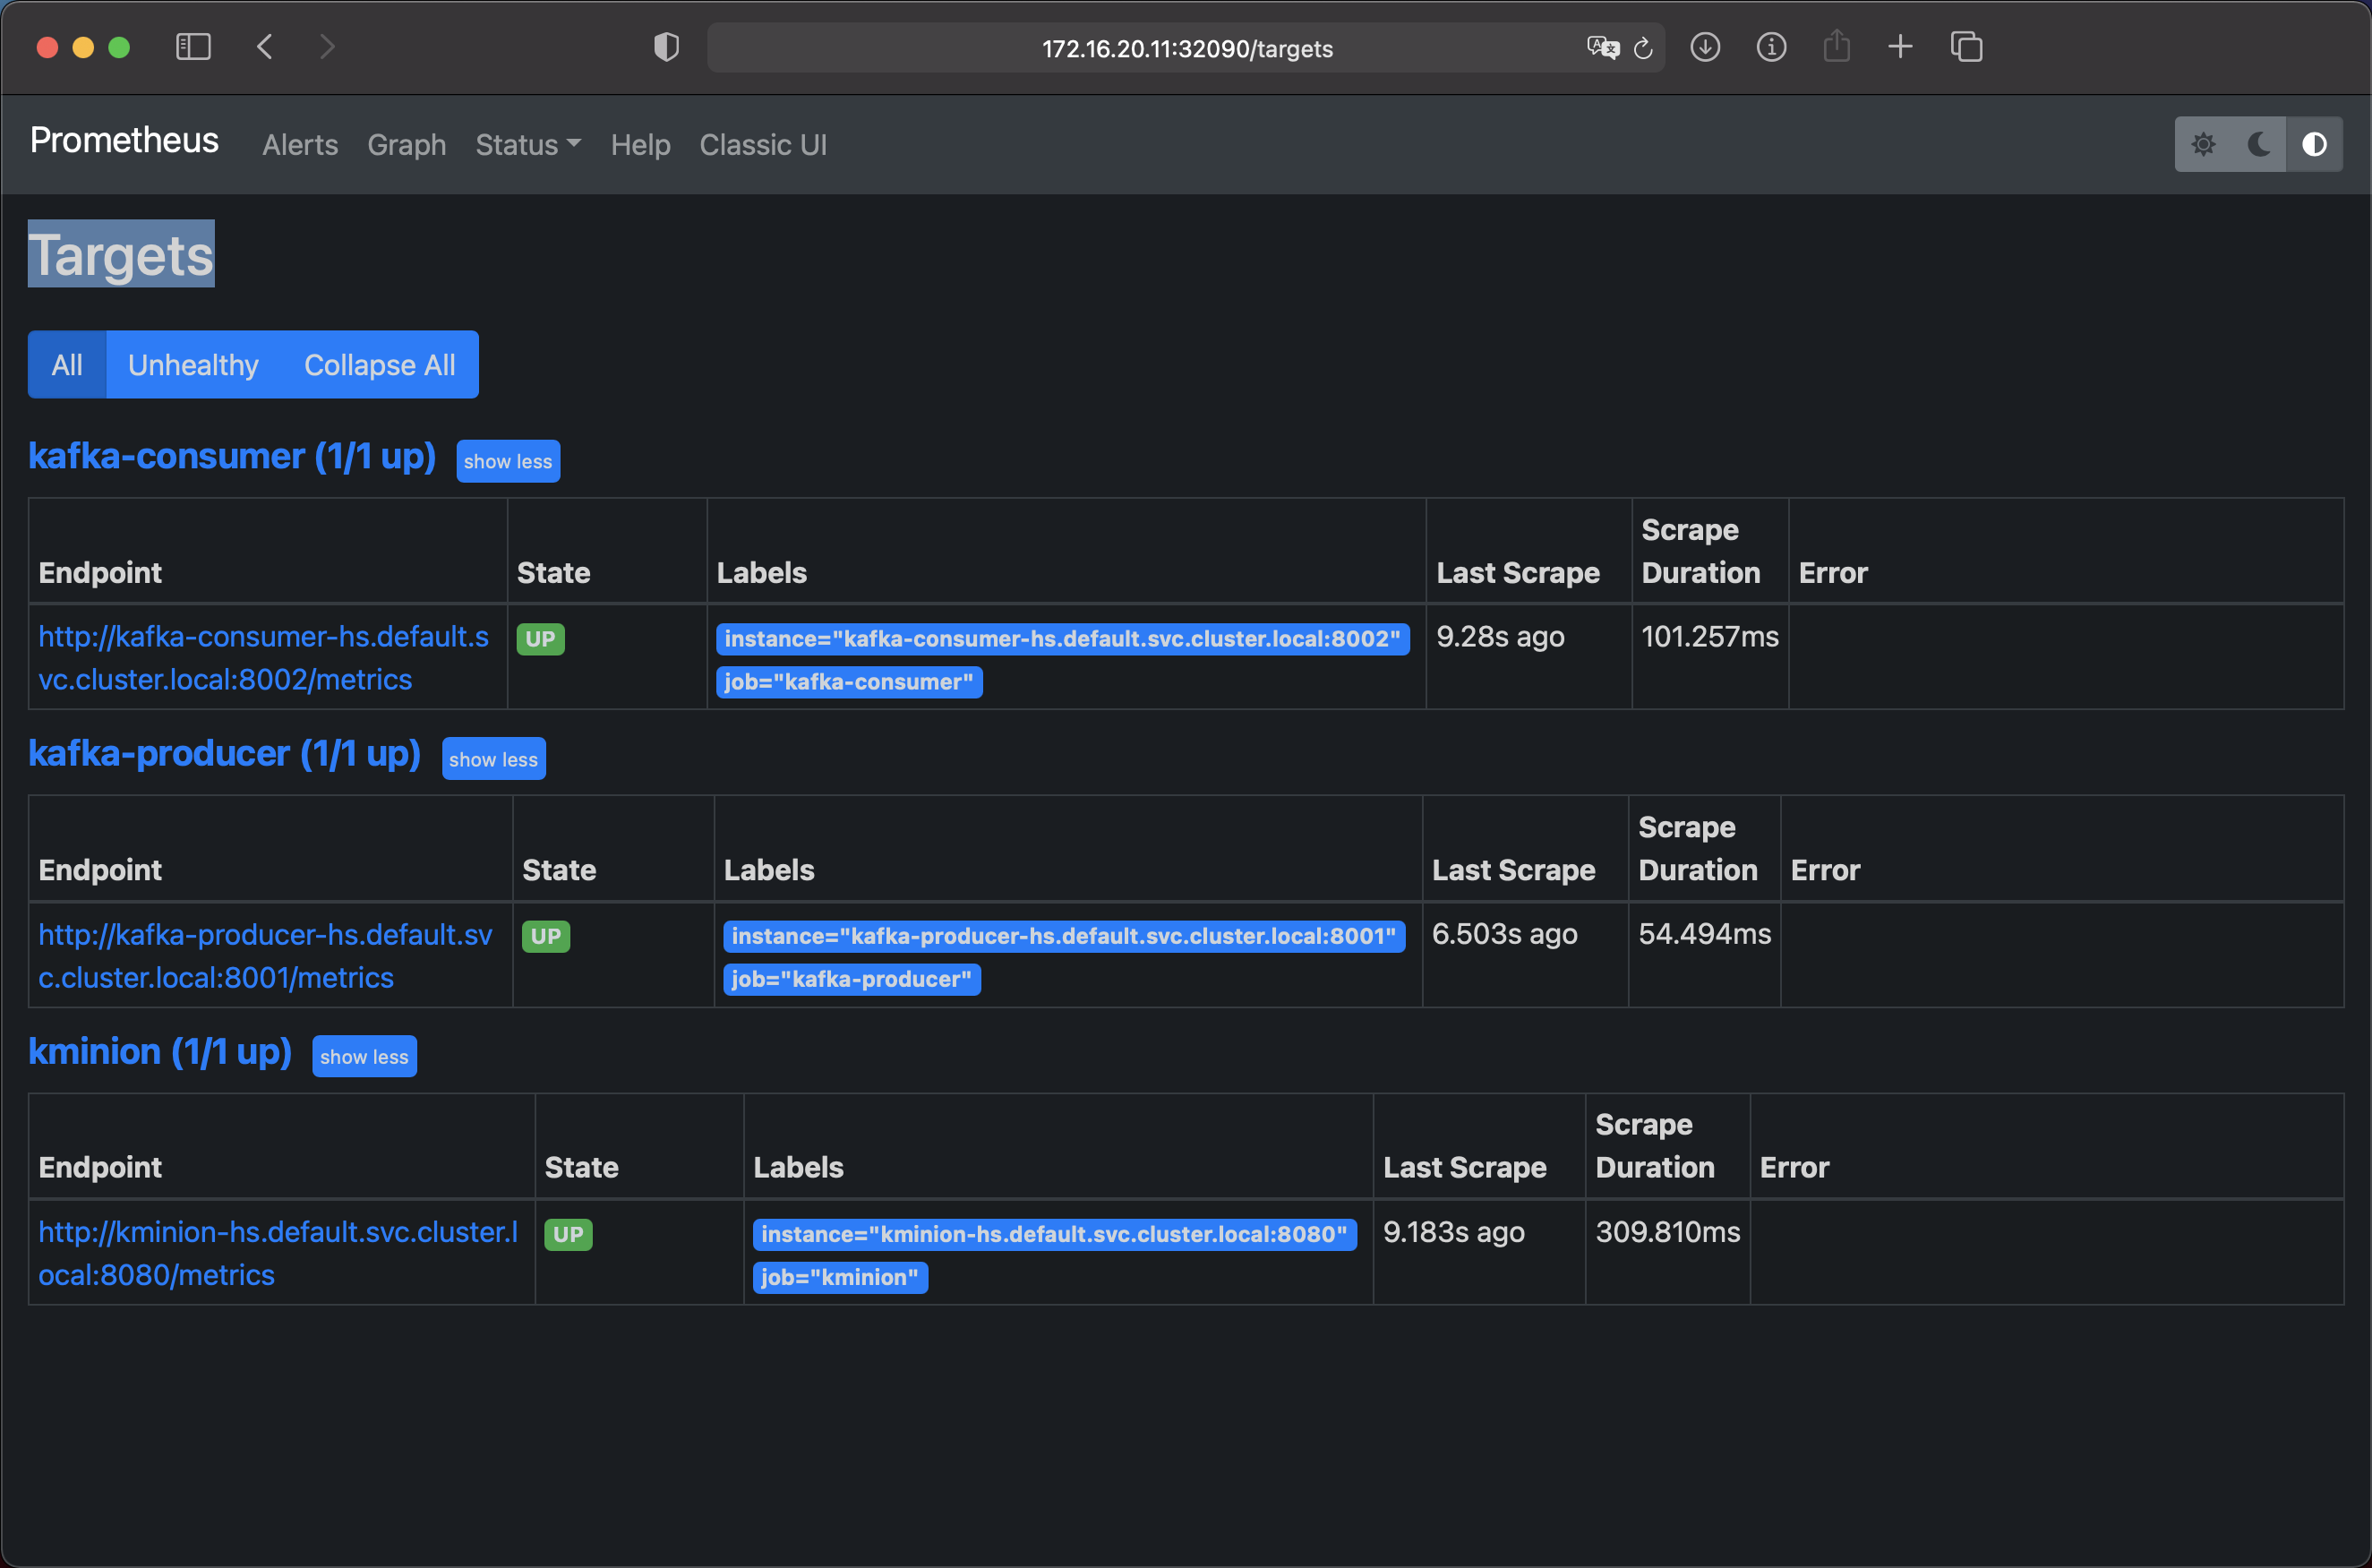 172.16.20.11:32090/targets
Prometheus Alerts Graph Status Help Classic UI
Targets
All Unhealthy Collapse All
kafka-consumer (1/1 up) show less
Endpoint State Labels Last Scrape Scrape Duration Error
http://kafka-consumer-hs.default.s UP instance="kafka-consumer-hs.default.svc.cluster.local:8002" 9.28s ago 101.257ms
vc.cluster.local:8002/metrics job="kafka-consumer"
kafka-producer (1/1 up) show less
Endpoint State Labels Last Scrape Scrape Duration Error
http://kafka-producer-hs.default.sv UP instance="kafka-producer-hs.default.svc.cluster.local:8001" 6.503s ago 54.494ms
c.cluster.local:8001/metrics job="kafka-producer"
kminion (1/1 up) show less
Endpoint State Labels Last Scrape Scrape Duration Error
http://kminion-hs.default.svc.cluster.l UP instance="kminion-hs.default.svc.cluster.local:8080" 9.183s ago 309.810ms
ocal:8080/metrics job="kminion"